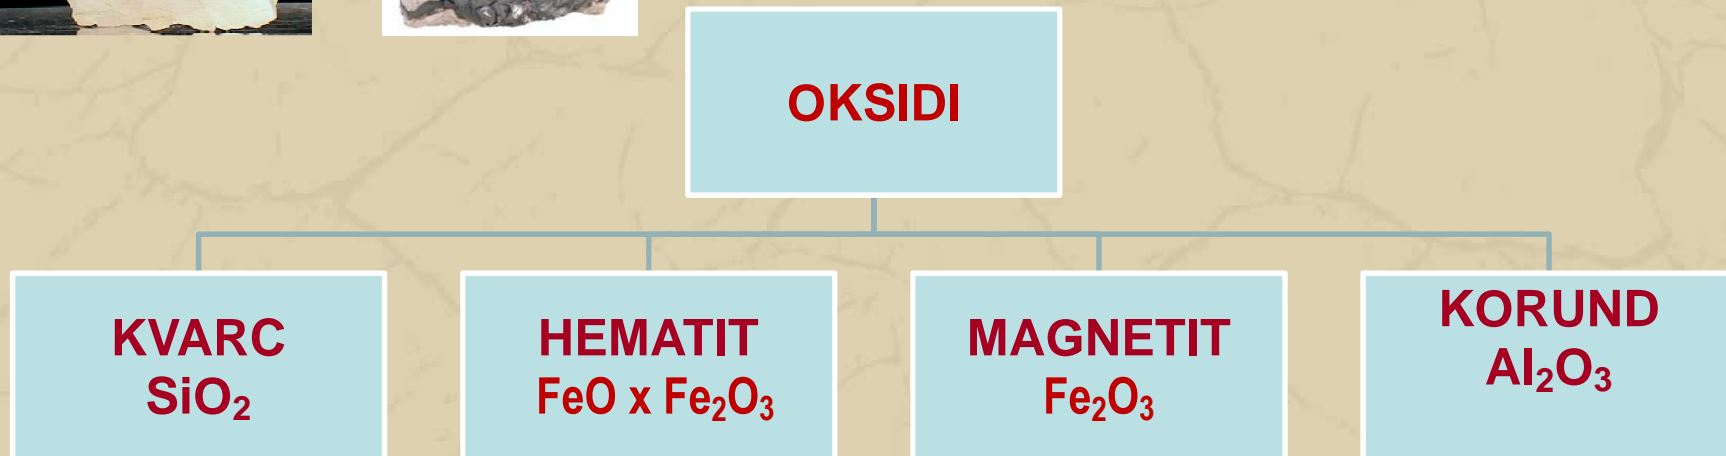 OKSIDI
KVARC
SiO₂
HEMATIT
FeO x Fe₂O₃
MAGNETIT
Fe₂O₃
KORUND
Al₂O₃